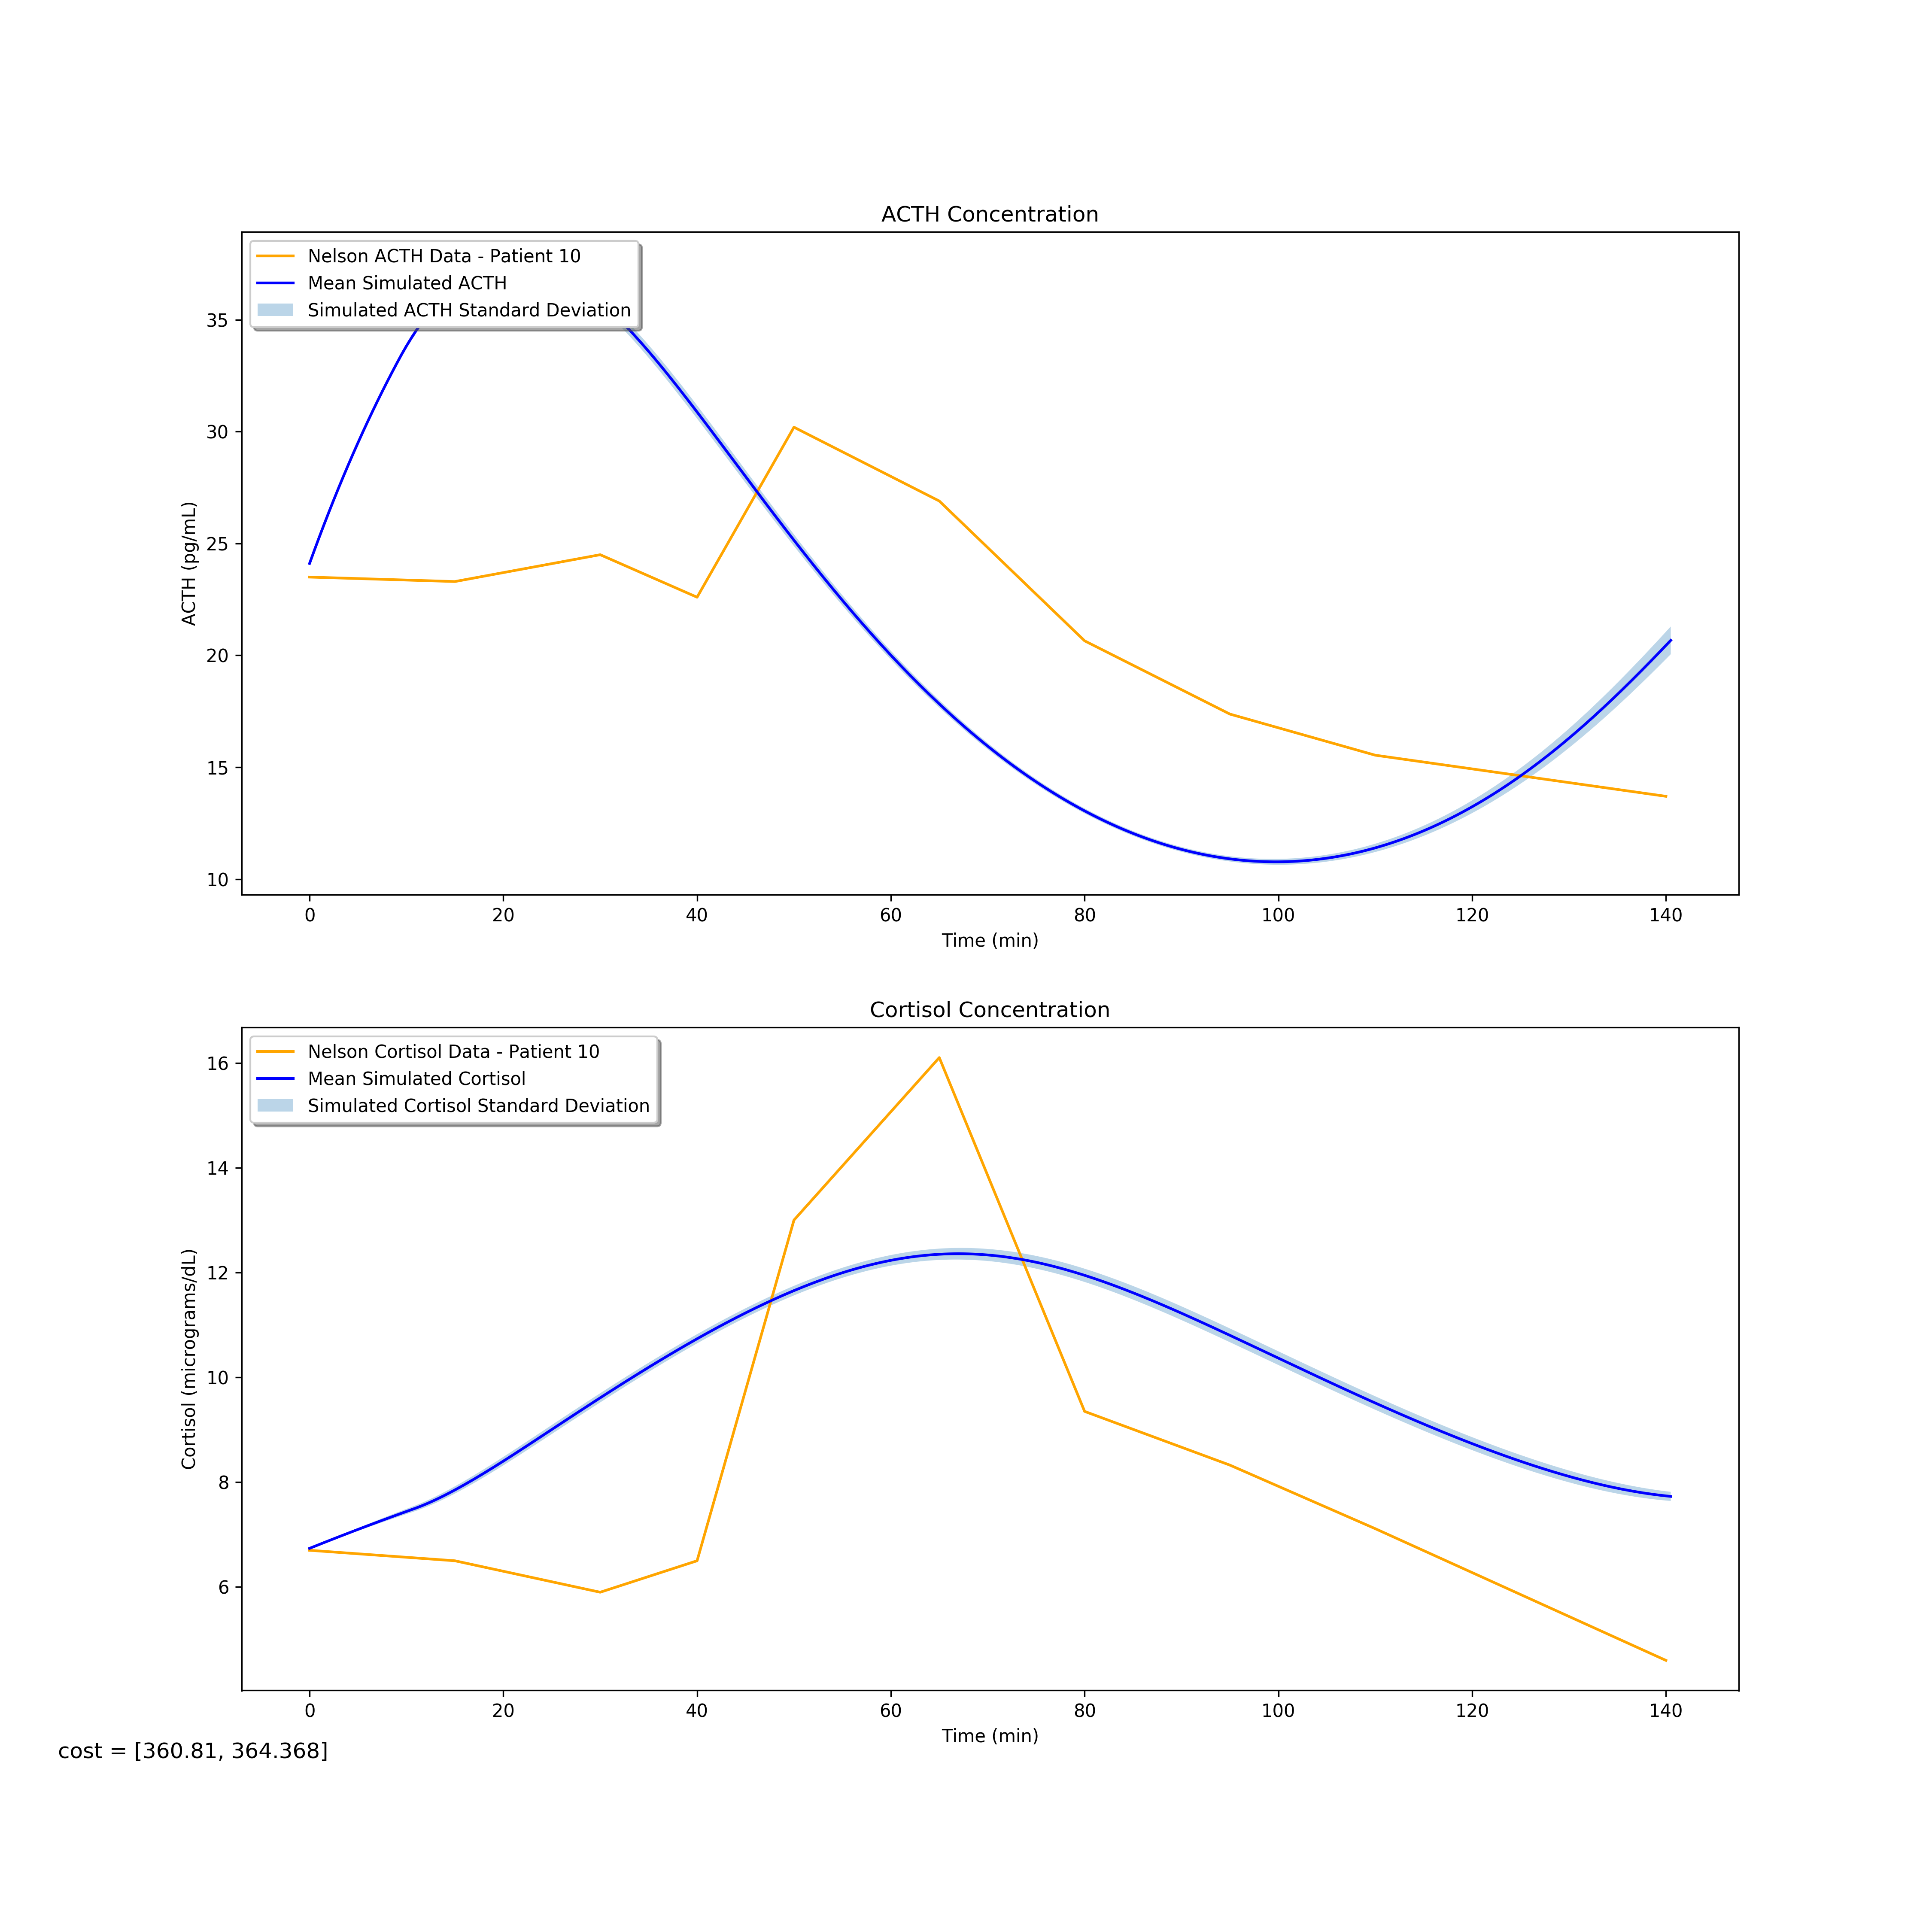 ACTH Concentration
Nelson ACTH Data - Patient 10
Mean Simulated ACTH
Simulated ACTH Standard Deviation
35
30
25
20
15
10
ACTH (pg/mL)
0 20 40 60 80 100 120 140
Time (min)
Cortisol Concentration
Nelson Cortisol Data - Patient 10
Mean Simulated Cortisol
Simulated Cortisol Standard Deviation
16
14
12
10
8
6
Cortisol (micrograms/dL)
0 20 40 60 80 100 120 140
Time (min)
cost = [360.81, 364.368]